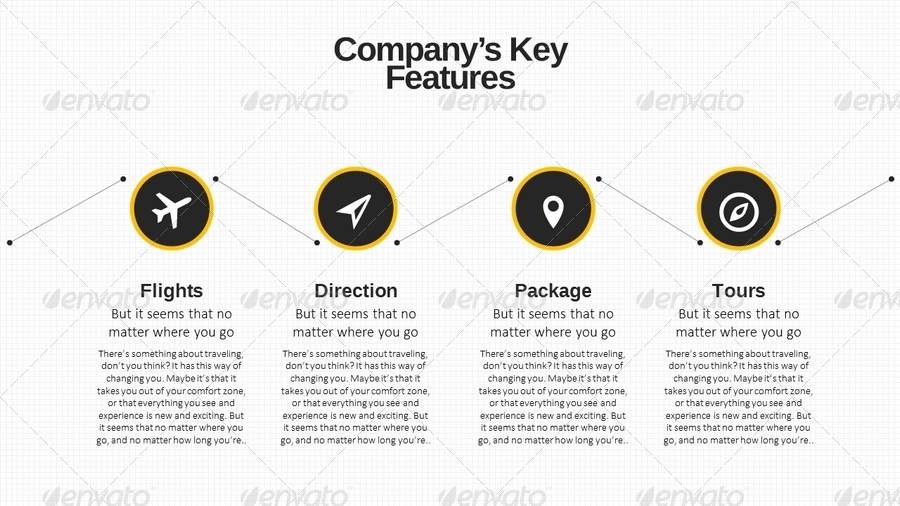 Company’s Key
Features
Flights
But it seems that no
matter where you go
There’s something about traveling,
don’t you think? It has this way of
changing you. Maybe it’s that it
takes you out of your comfort zone,
or that everything you see and
experience is new and exciting. But
it seems that no matter where you
go, and no matter how long you’re..
Direction
But it seems that no
matter where you go
There’s something about traveling,
don’t you think? It has this way of
changing you. Maybe it’s that it
takes you out of your comfort zone,
or that everything you see and
experience is new and exciting. But
it seems that no matter where you
go, and no matter how long you’re..
Package
But it seems that no
matter where you go
There’s something about traveling,
don’t you think? It has this way of
changing you. Maybe it’s that it
takes you out of your comfort zone,
or that everything you see and
experience is new and exciting. But
it seems that no matter where you
go, and no matter how long you’re..
Tours
But it seems that no
matter where you go
There’s something about traveling,
don’t you think? It has this way of
changing you. Maybe it’s that it
takes you out of your comfort zone,
or that everything you see and
experience is new and exciting. But
it seems that no matter where you
go, and no matter how long you’re..
envato envato envato envato enva
envato envato envato envato enva
envato envato envato envato enva